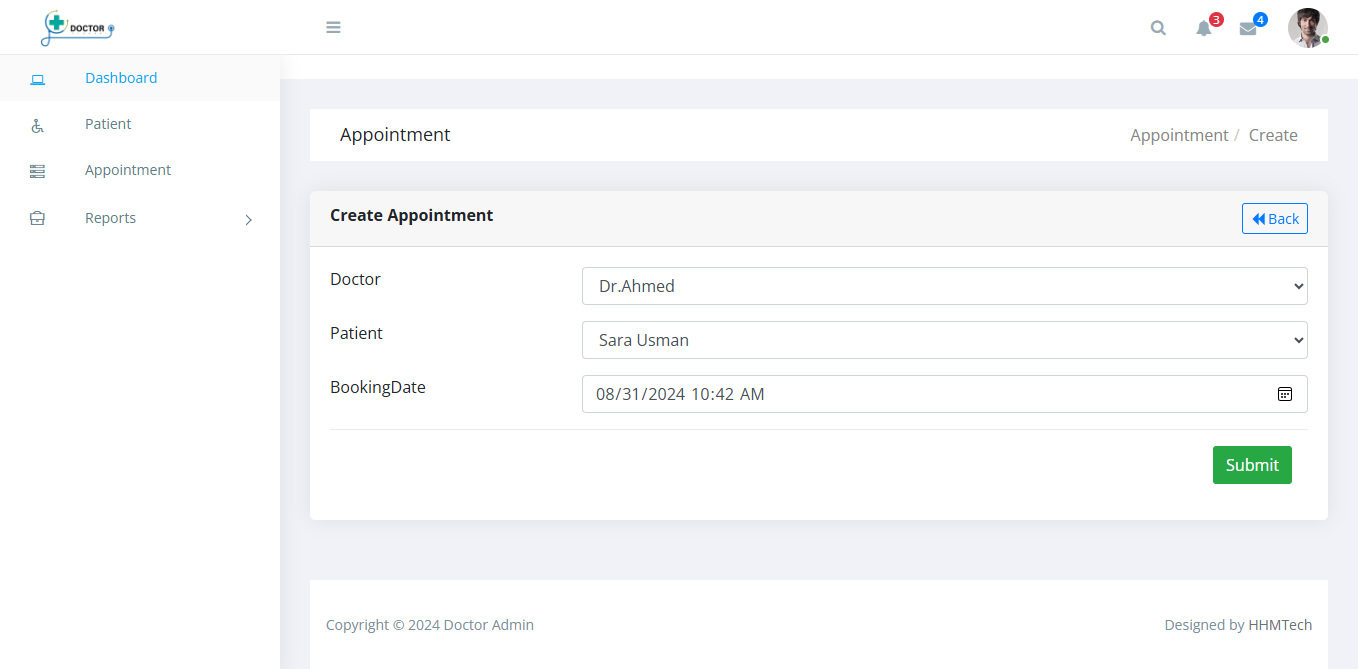 DOCTOR
3
4
Dashboard
Patient
Appointment
Reports
Appointment
Appointment / Create
Create Appointment
Back
Doctor
Dr.Ahmed
Patient
Sara Usman
BookingDate
08/31/2024 10:42 AM
Submit
Copyright © 2024 Doctor Admin
Designed by HHMTech